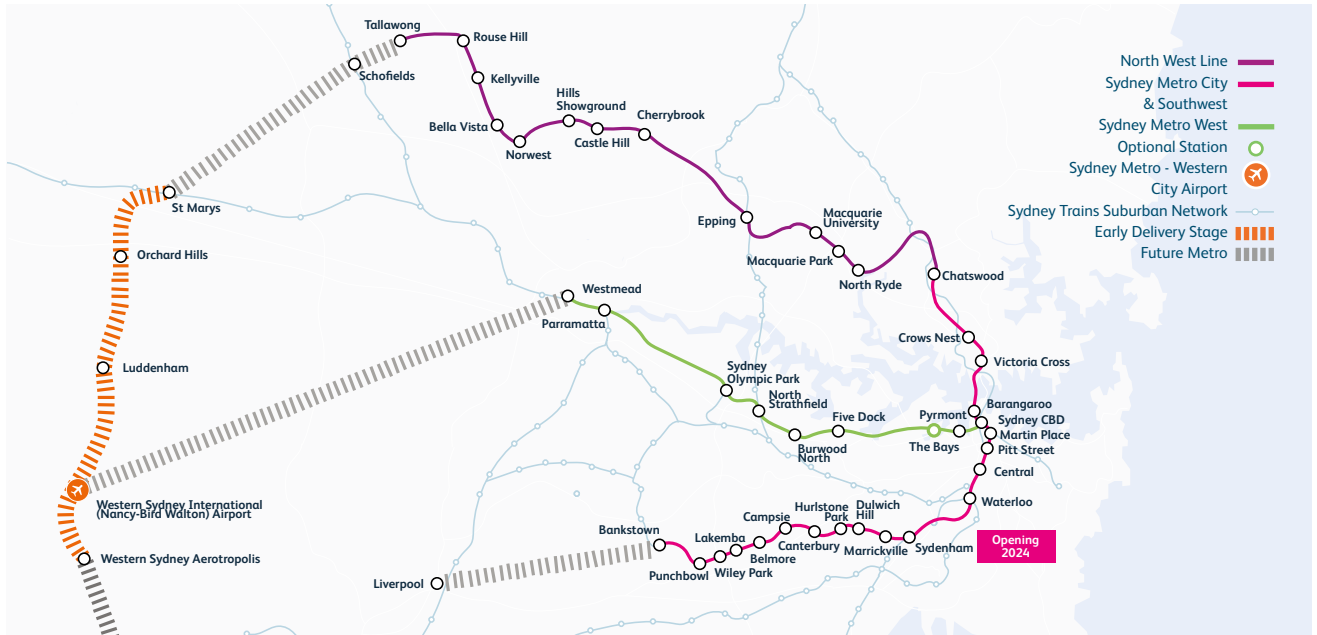 Tallawong
Rouse Hill
Schofields
Kellyville
Hills
Showground
Cherrybrook
Bella Vista
Castle Hill
Norwest
St Marys
Epping
Macquarie
University
Macquarie Park
North Ryde
Chatswood
Orchard Hills
Westmead
Parramatta
Crows Nest
Victoria Cross
Luddenham
Sydney
Olympic Park
North
Strathfield
Five Dock
Pyrmont
Barangaroo
Sydney CBD
Martin Place
The Bays
Pitt Street
Burwood
North
Central
Western Sydney International
(Nancy-Bird Walton) Airport
Waterloo
Bankstown
Campsie
Hurlstone
Park
Dulwich
Hill
Lakemba
Canterbury
Marrickville
Sydenham
Belmore
Wiley Park
Punchbowl
Western Sydney Aerotropolis
Liverpool
Opening
2024
North West Line
Sydney Metro City
& Southwest
Sydney Metro West
Optional Station
Sydney Metro - Western
City Airport
Sydney Trains Suburban Network
Early Delivery Stage
Future Metro